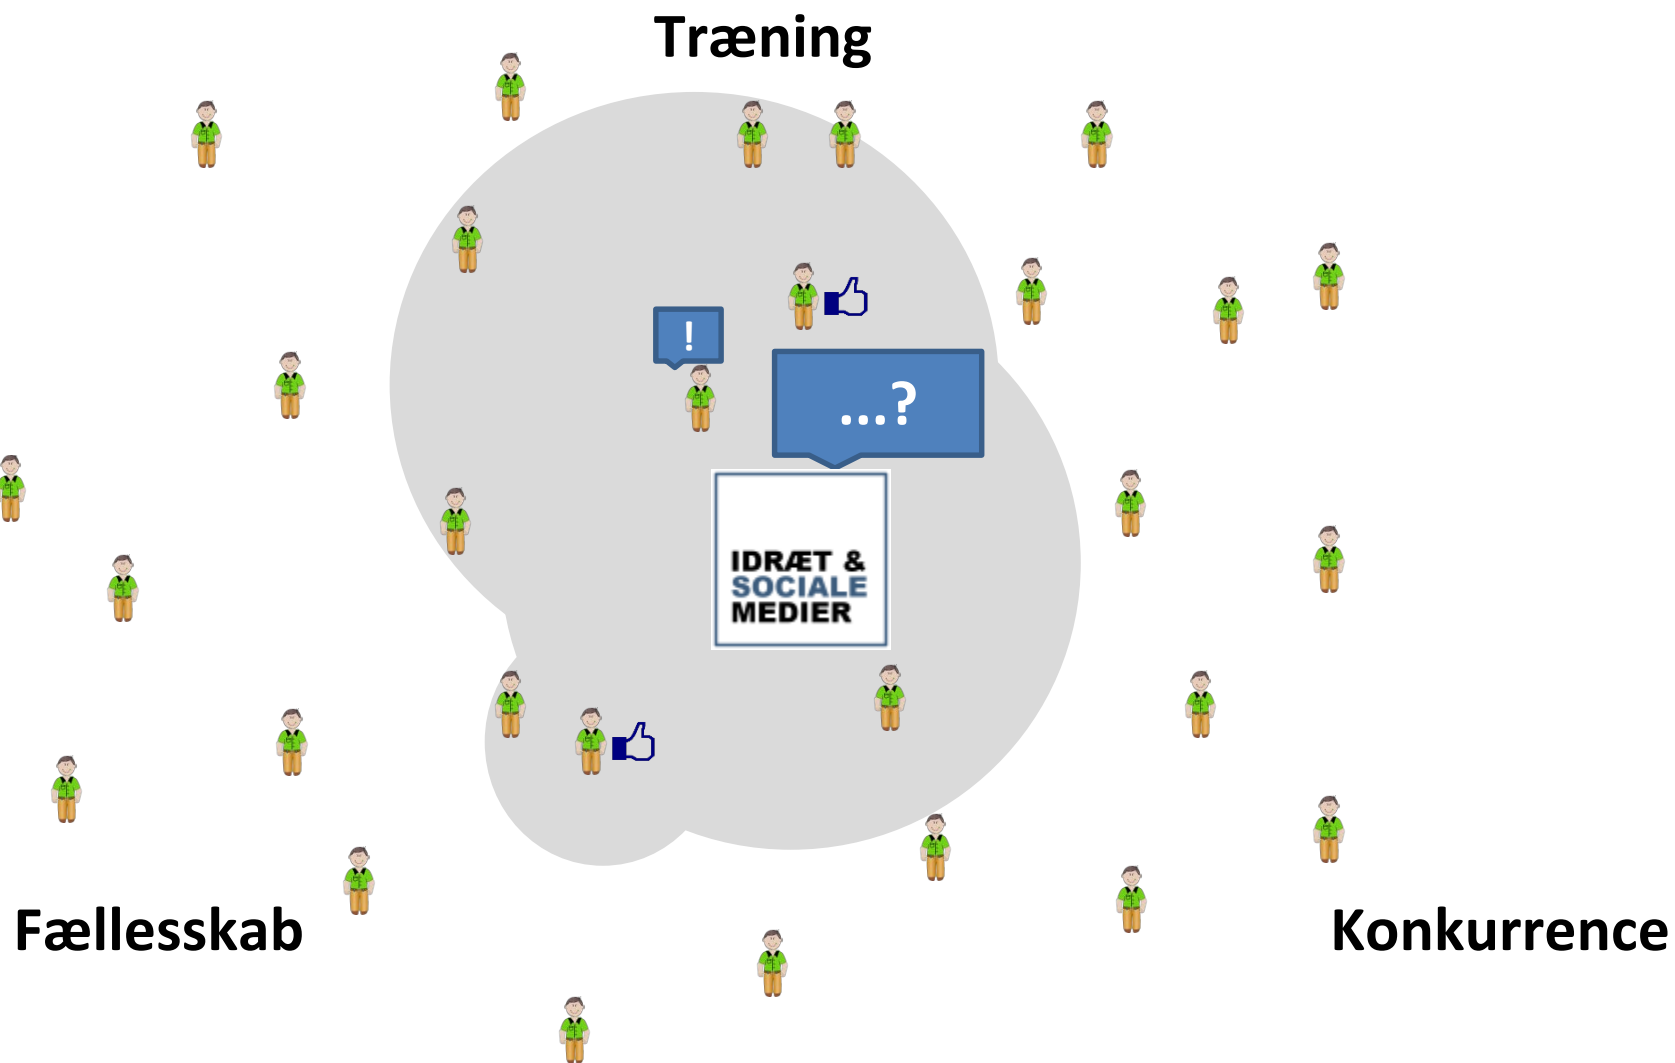 Træning
!
...?
IDRÆT &
SOCIALE
MEDIER
Fællesskab
Konkurrence